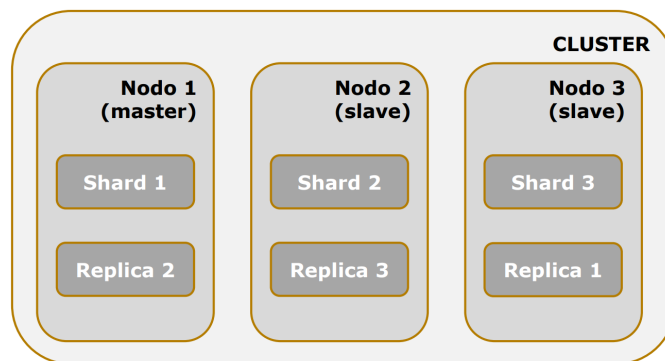 CLUSTER
Nodo 1
(master)
Shard 1
Replica 2
Nodo 2
(slave)
Shard 2
Replica 3
Nodo 3
(slave)
Shard 3
Replica 1